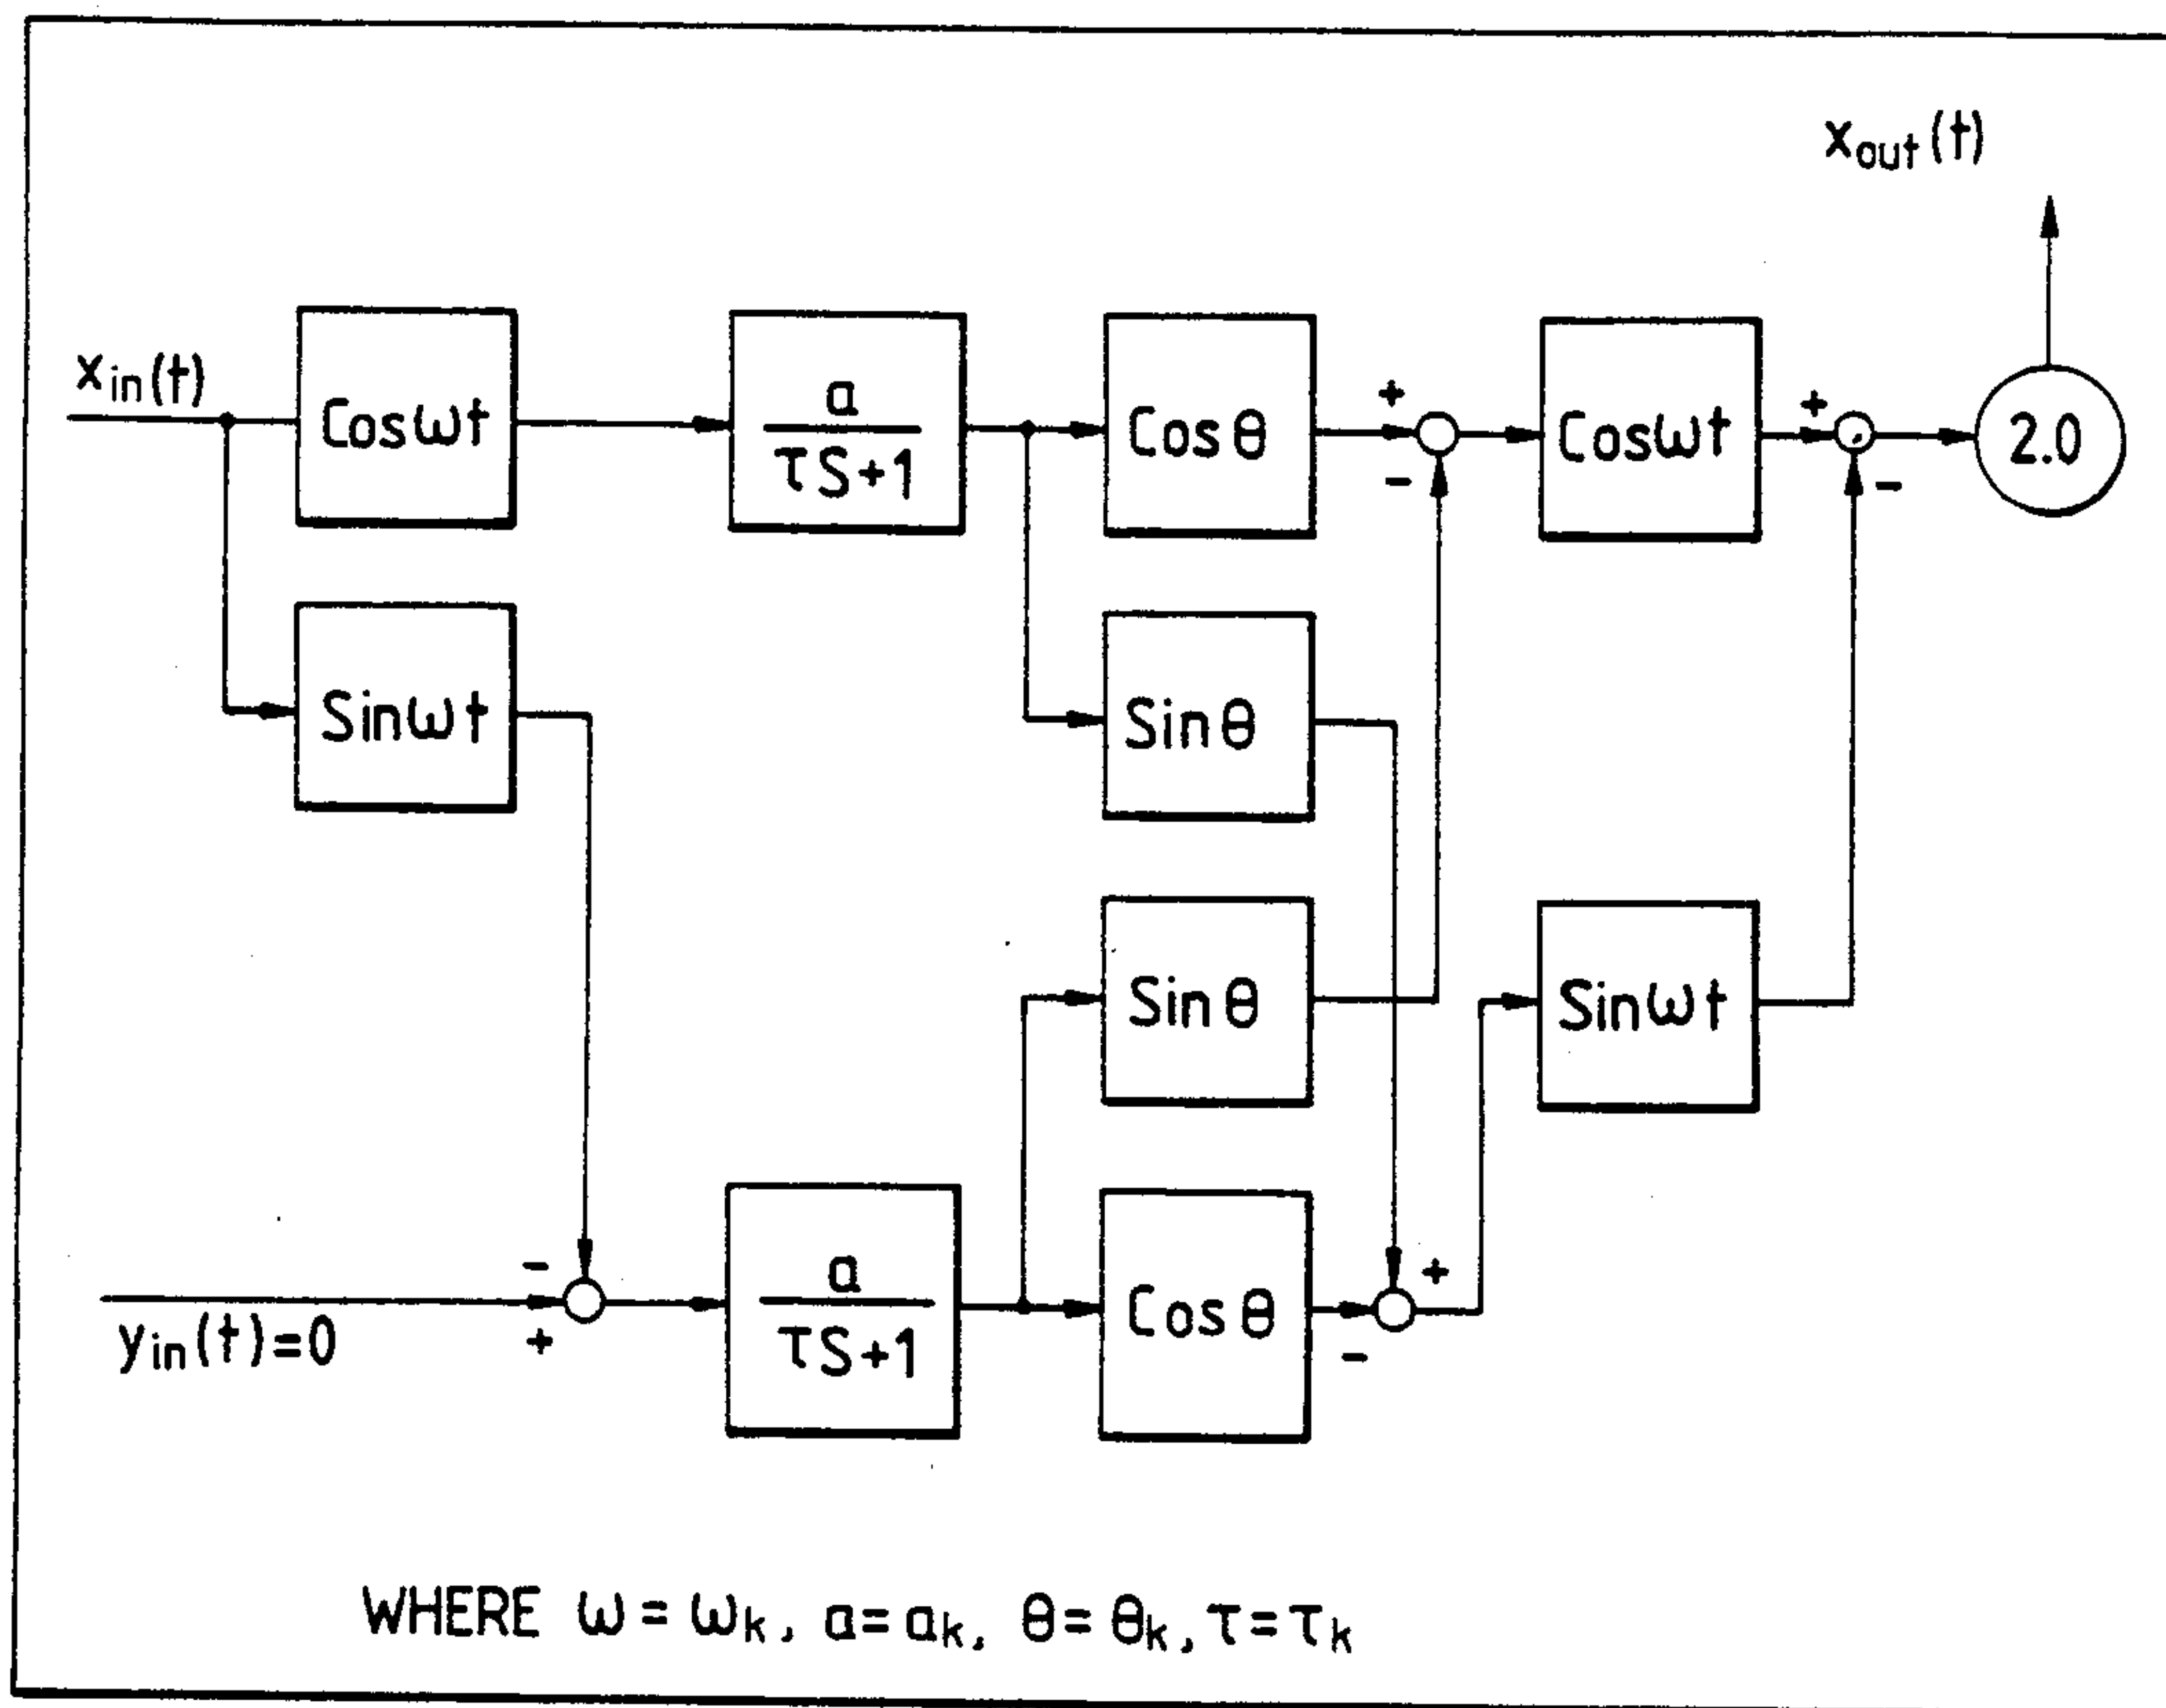 xout(t)
xin(t)
Cosωt
a
τS+1
Cosθ
+
-
Cosωt
+
-
2.0
Sinωt
Sinθ
Sinθ
Sinωt
-
+
yin(t)=0
a
τS+1
Cosθ
+
-
WHERE ω=ωk, a=ak, θ=θk, τ=τk